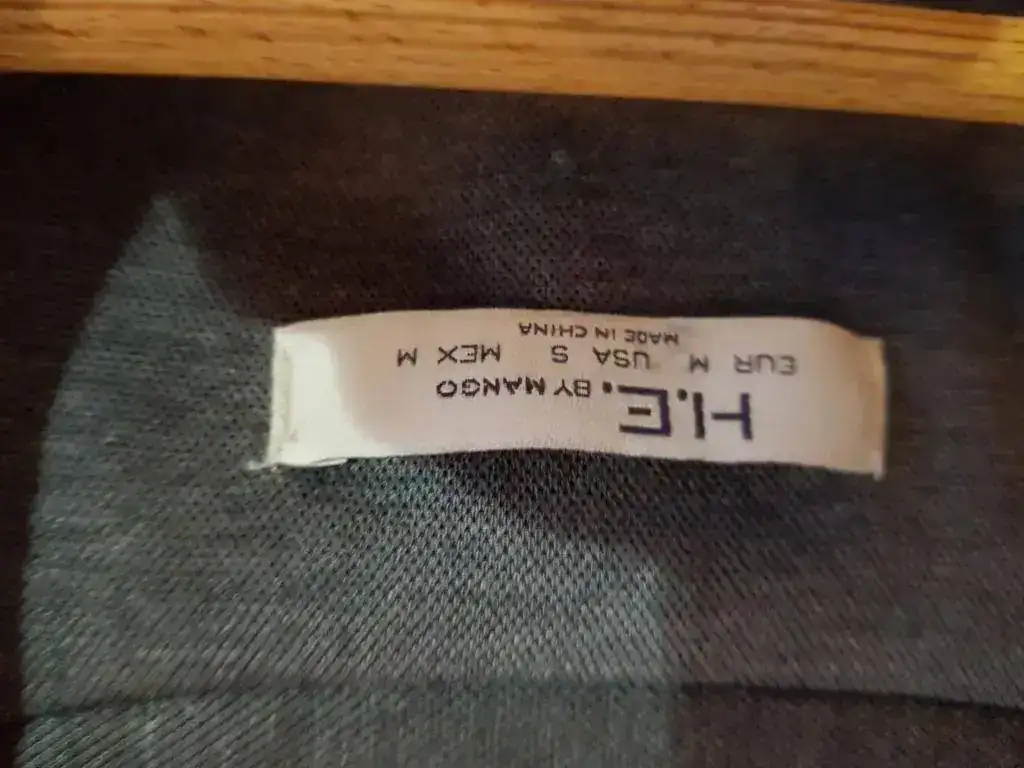 H.E. BY MANGO
EUR M USA S MEX M
MADE IN CHINA